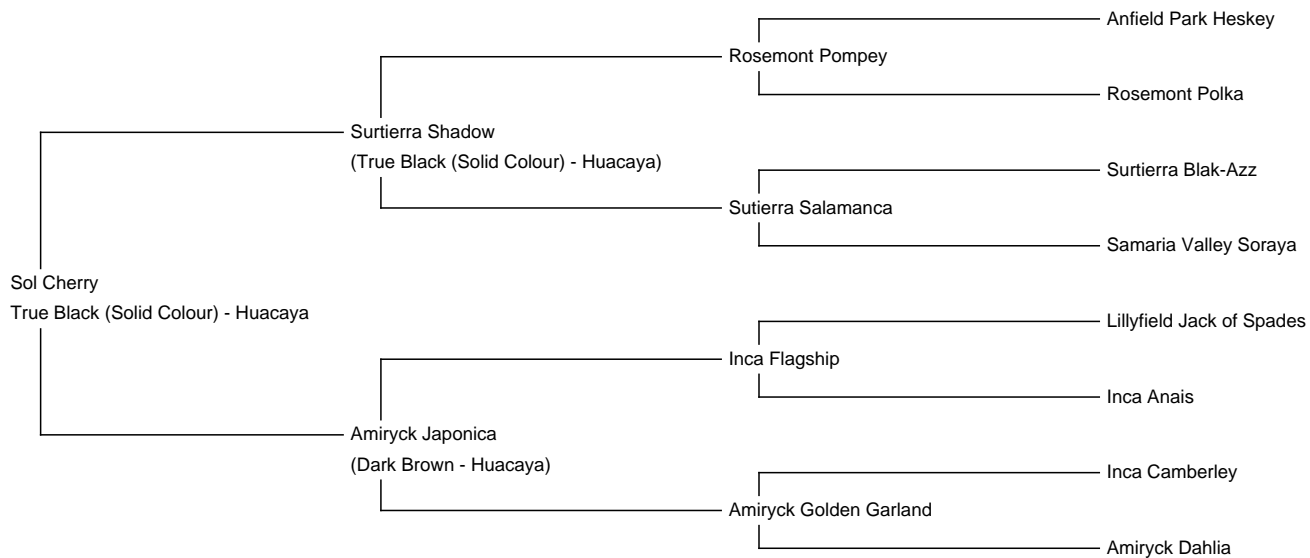 Anfield Park Heskey
Rosemont Pompey
Rosemont Polka
Surtierra Shadow
(True Black (Solid Colour) - Huacaya)
Surtierra Blak-Azz
Sutierra Salamanca
Samaria Valley Soraya
Sol Cherry
True Black (Solid Colour) - Huacaya
Lillyfield Jack of Spades
Inca Flagship
Inca Anais
Amiryck Japonica
(Dark Brown - Huacaya)
Inca Camberley
Amiryck Golden Garland
Amiryck Dahlia